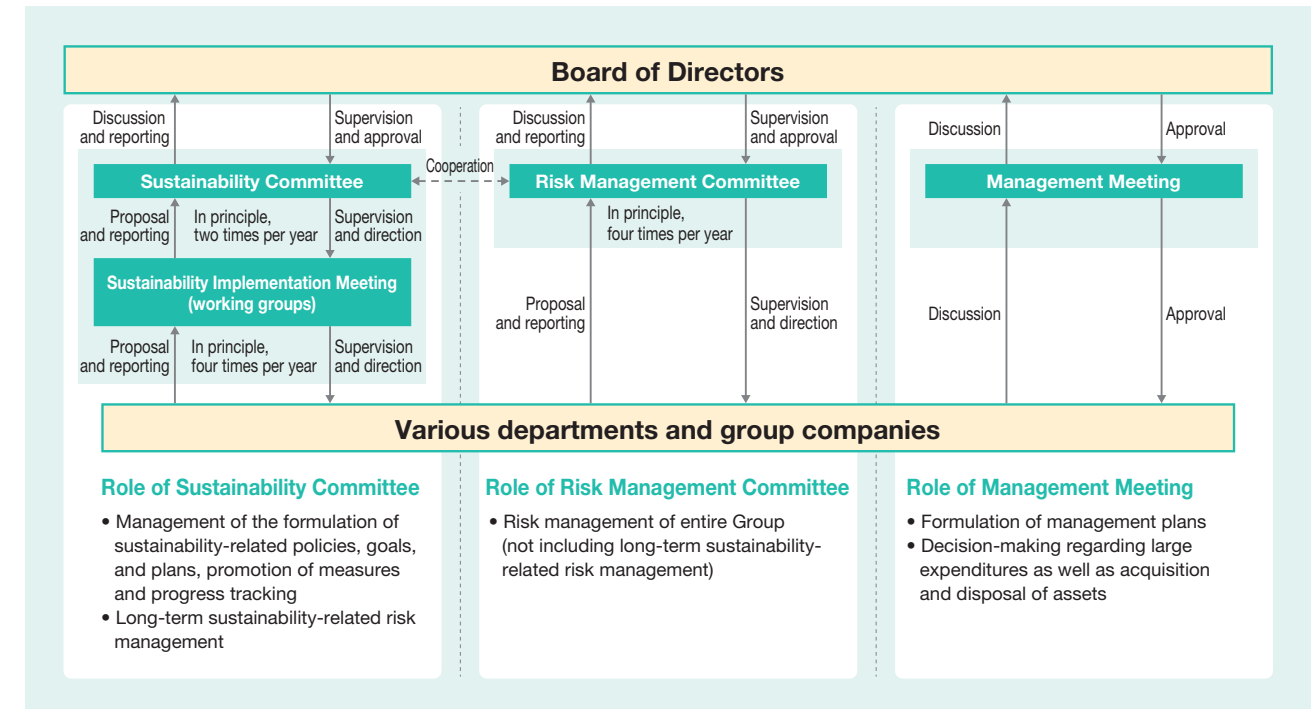 Board of Directors
Discussion
and reporting
Supervision
and approval
Discussion
and reporting
Supervision
and approval
Discussion
Approval
Cooperation
Sustainability Committee
Risk Management Committee
Management Meeting
Proposal
and reporting
In principle,
two times per year
Supervision
and direction
In principle,
four times per year
Sustainability Implementation Meeting
(working groups)
Proposal
and reporting
Supervision
and direction
Discussion
Approval
Proposal
and reporting
In principle,
four times per year
Supervision
and direction
Various departments and group companies
Role of Sustainability Committee
• Management of the formulation of
sustainability-related policies, goals,
and plans, promotion of measures
and progress tracking
• Long-term sustainability-related risk
management
Role of Risk Management Committee
• Risk management of entire Group
(not including long-term sustainability-
related risk management)
Role of Management Meeting
• Formulation of management plans
• Decision-making regarding large
expenditures as well as acquisition
and disposal of assets